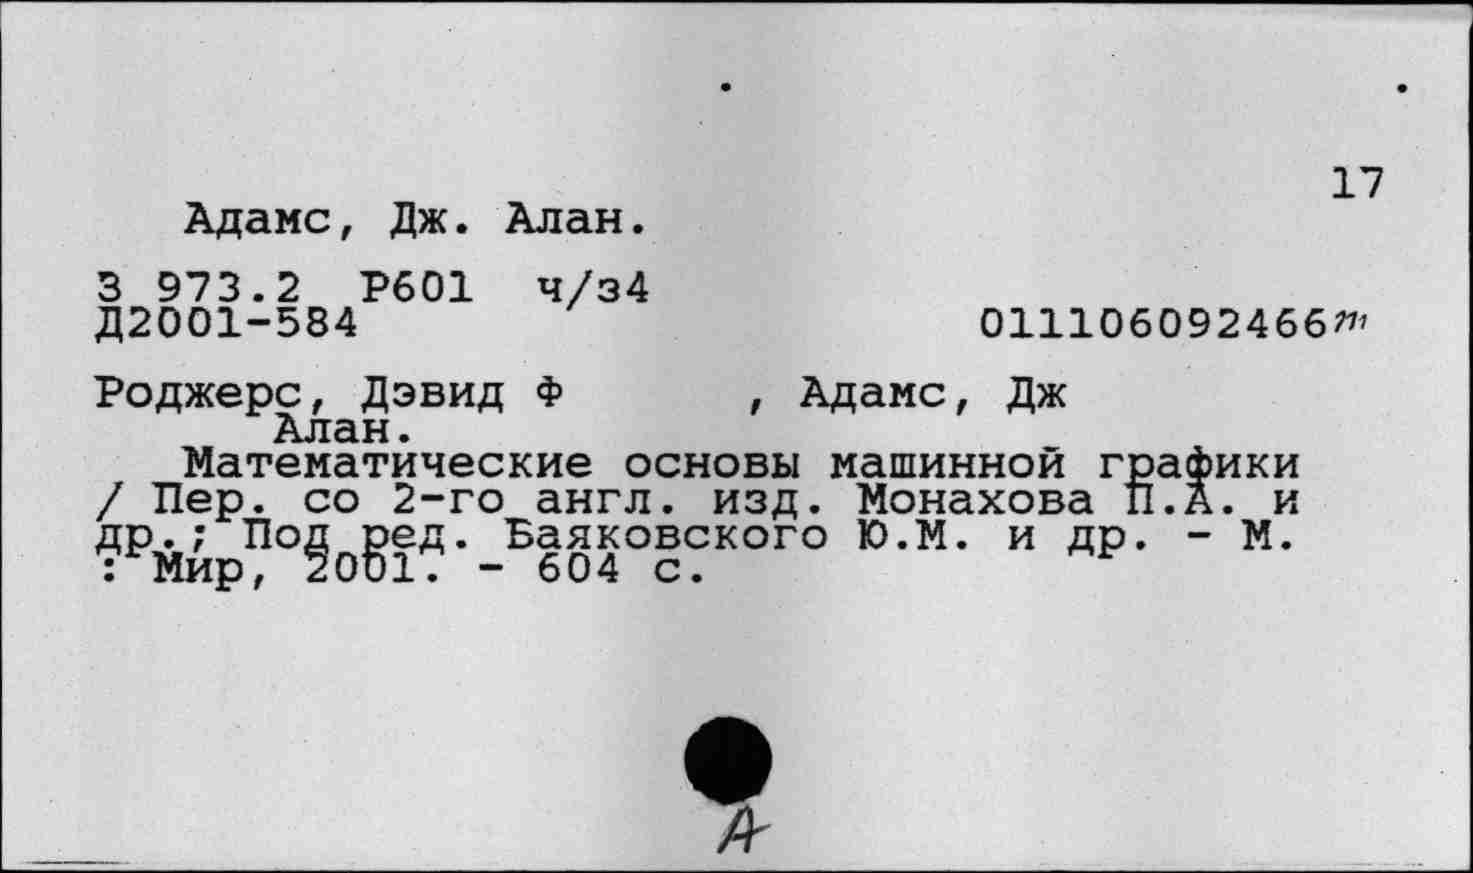 17
Адамс, Дж. Алан.
З 973.2 Р601 ч/з4
Д2001-584 011106092466
Роджерс, Дэвид Ф , Адамс, Дж
Алан.
Математические основы машинной графики
/ Пер. со 2-го англ. изд. Монахова П.А. и
др.; Под ред. Баяковского Ю.М. и др. - М.
: Мир, 2001. - 604 с.
А